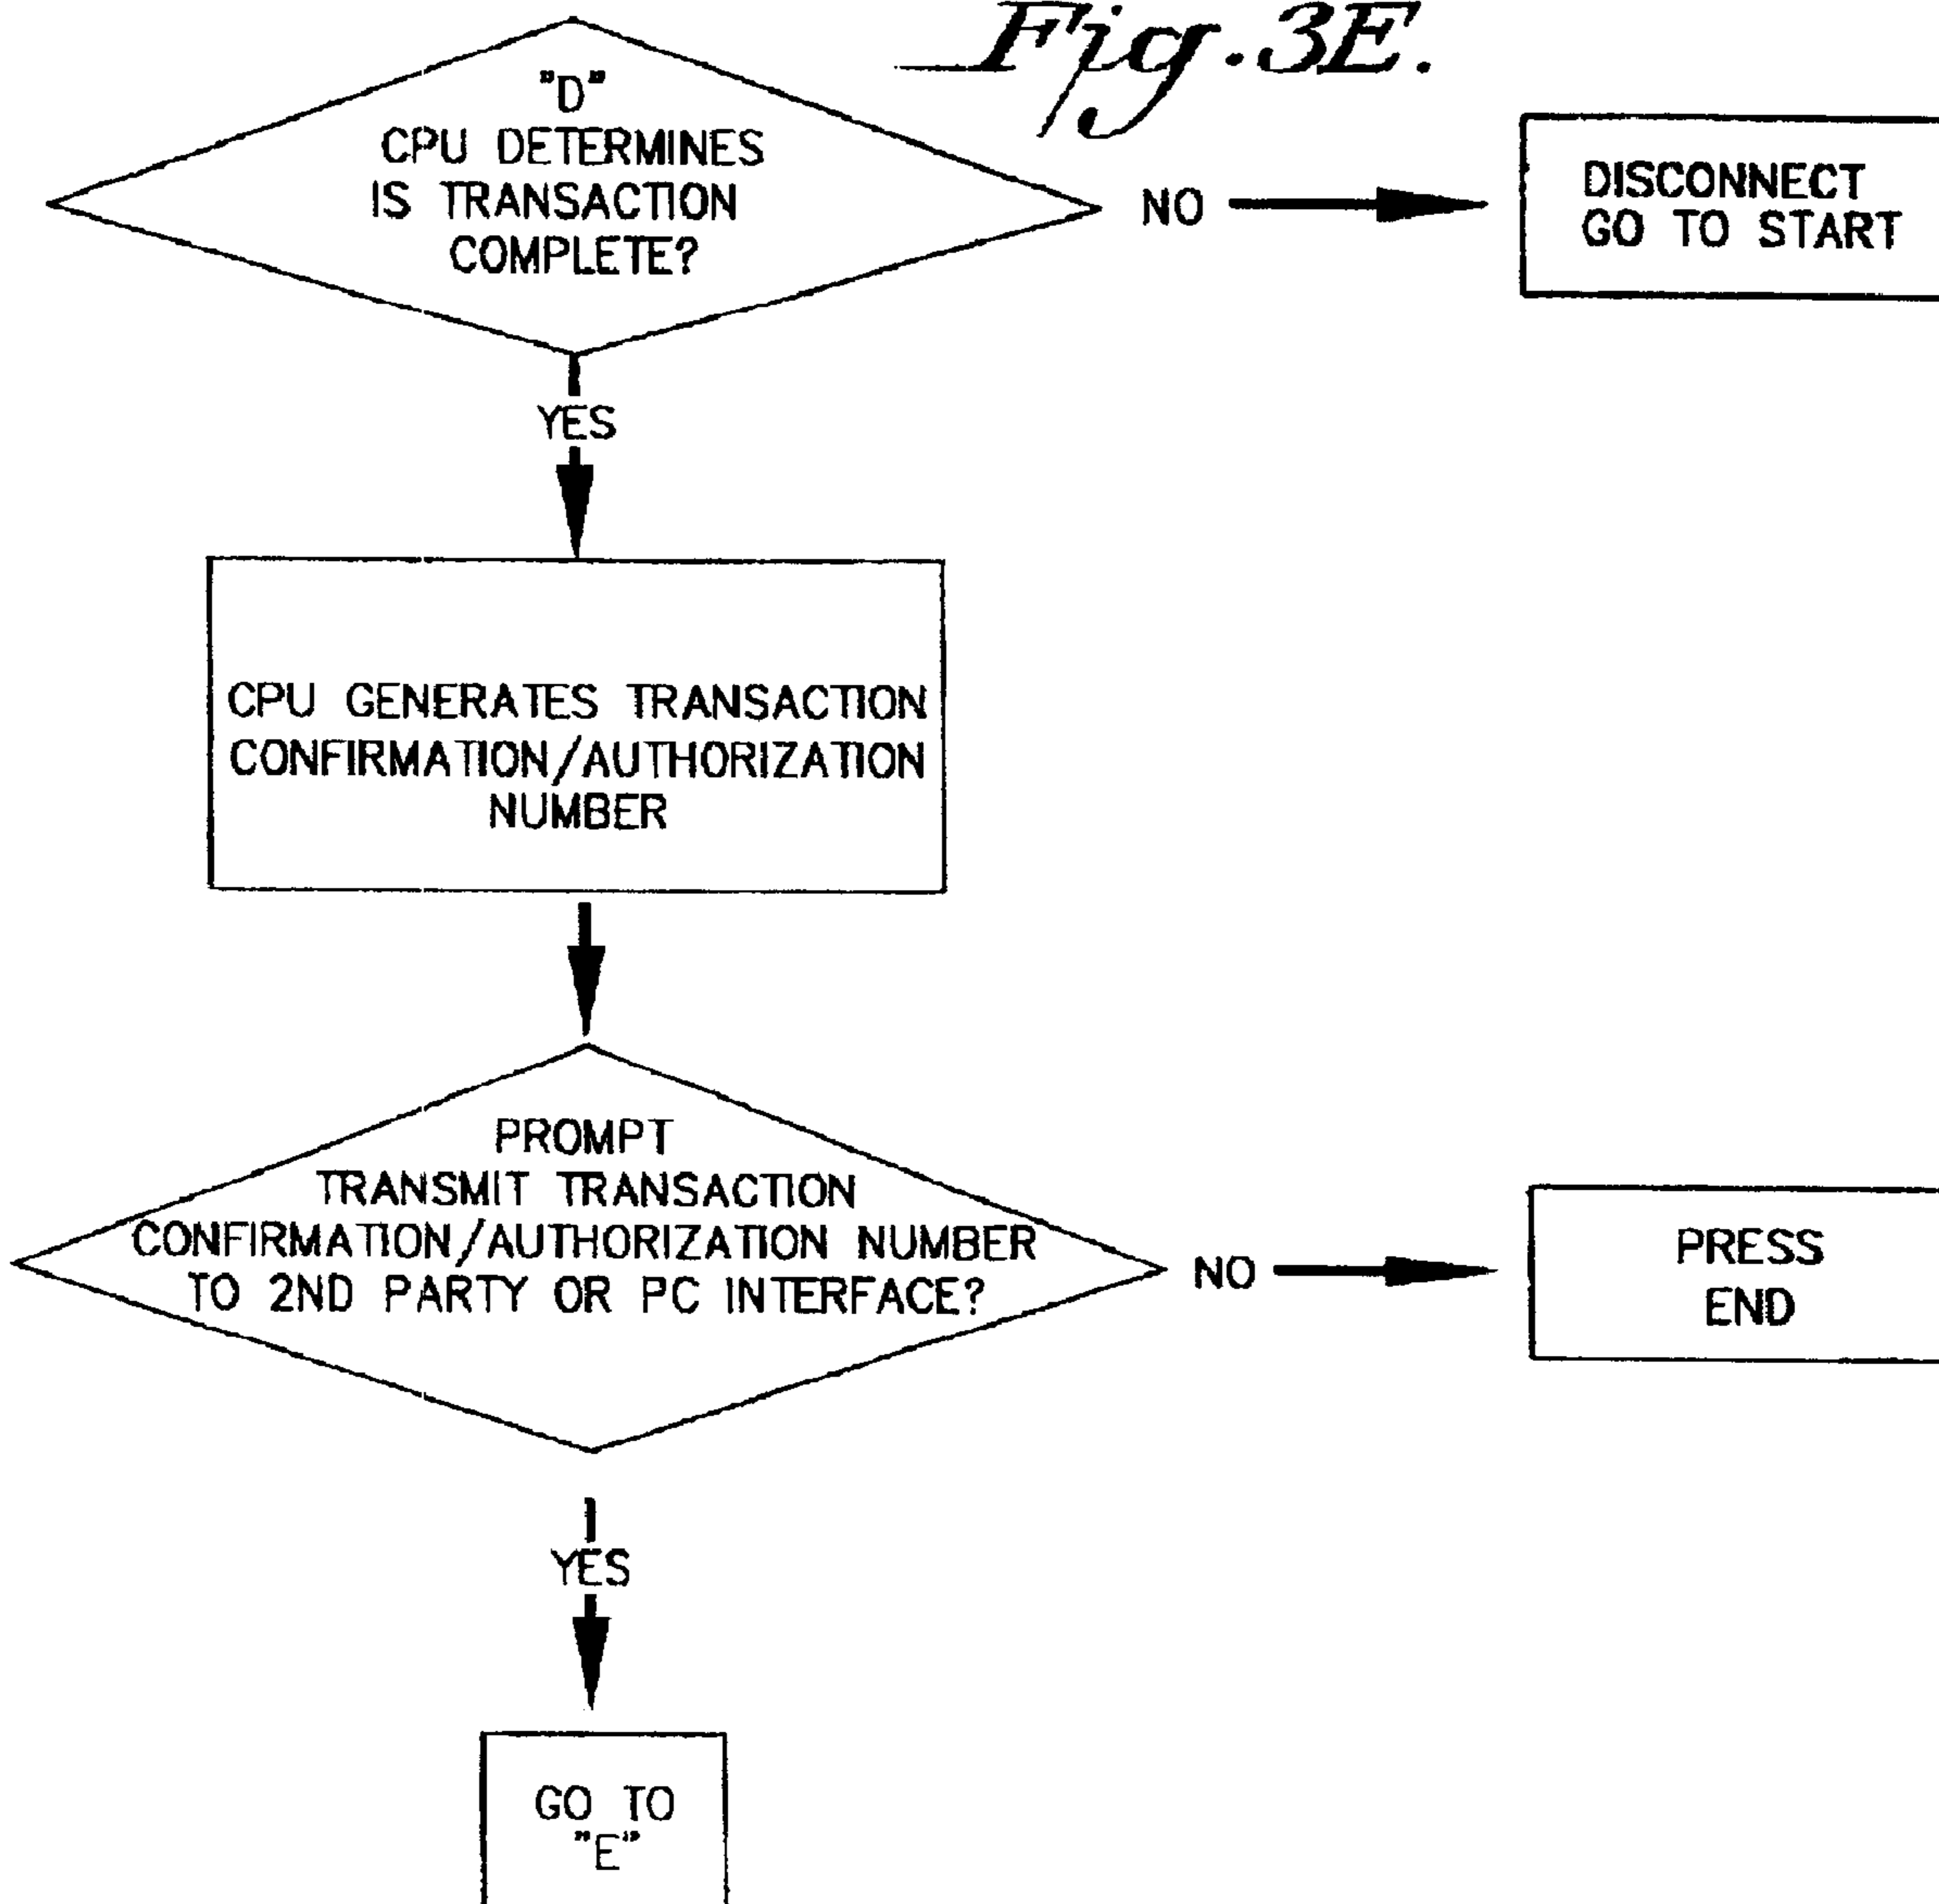 Fig. 3E.
"D"
CPU DETERMINES
IS TRANSACTION
COMPLETE?
NO
DISCONNECT
GO TO START
YES
CPU GENERATES TRANSACTION
CONFIRMATION/AUTHORIZATION
NUMBER
PROMPT
TRANSMIT TRANSACTION
CONFIRMATION/AUTHORIZATION NUMBER
TO 2ND PARTY OR PC INTERFACE?
NO
PRESS
END
YES
GO TO
"E"